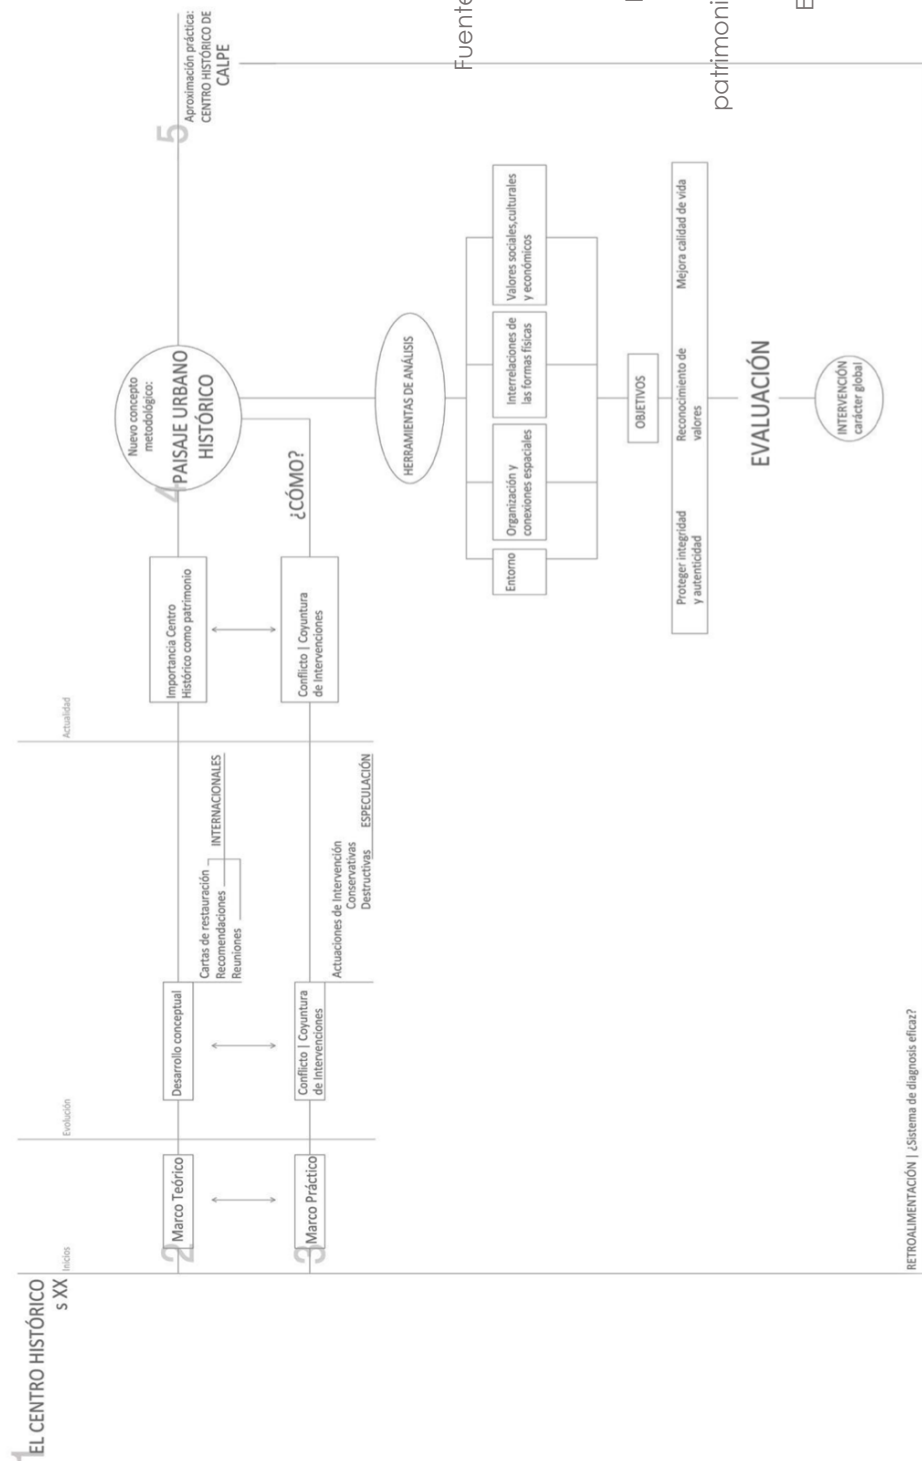 1
EL CENTRO HISTÓRICO
s XX
Inicios
Evolución
Actualidad
2
Marco Teórico
Desarrollo conceptual
Cartas de restauración
Recomendaciones
Reuniones
INTERNACIONALES
Importancia Centro
Histórico como patrimonio
4
Nuevo concepto
metodológico:
PAISAJE URBANO
HISTÓRICO
5
Aproximación práctica:
CENTRO HISTÓRICO DE
CALPE
3
Marco Práctico
Conflicto | Coyuntura
de Intervenciones
Actuaciones de Intervención
Conservativas
Destructivas
ESPECULACIÓN
Conflicto | Coyuntura
de Intervenciones
¿CÓMO?
HERRAMIENTAS DE ANÁLISIS
Entorno
Organización y
conexiones espaciales
Interrelaciones de
las formas físicas
Valores sociales,culturales
y económicos
OBJETIVOS
Proteger integridad
y autenticidad
Reconocimiento de
valores
Mejora calidad de vida
EVALUACIÓN
INTERVENCIÓN
carácter global
RETROALIMENTACIÓN | ¿Sistema de diagnosis eficaz?
Fuente
patrimoni
E